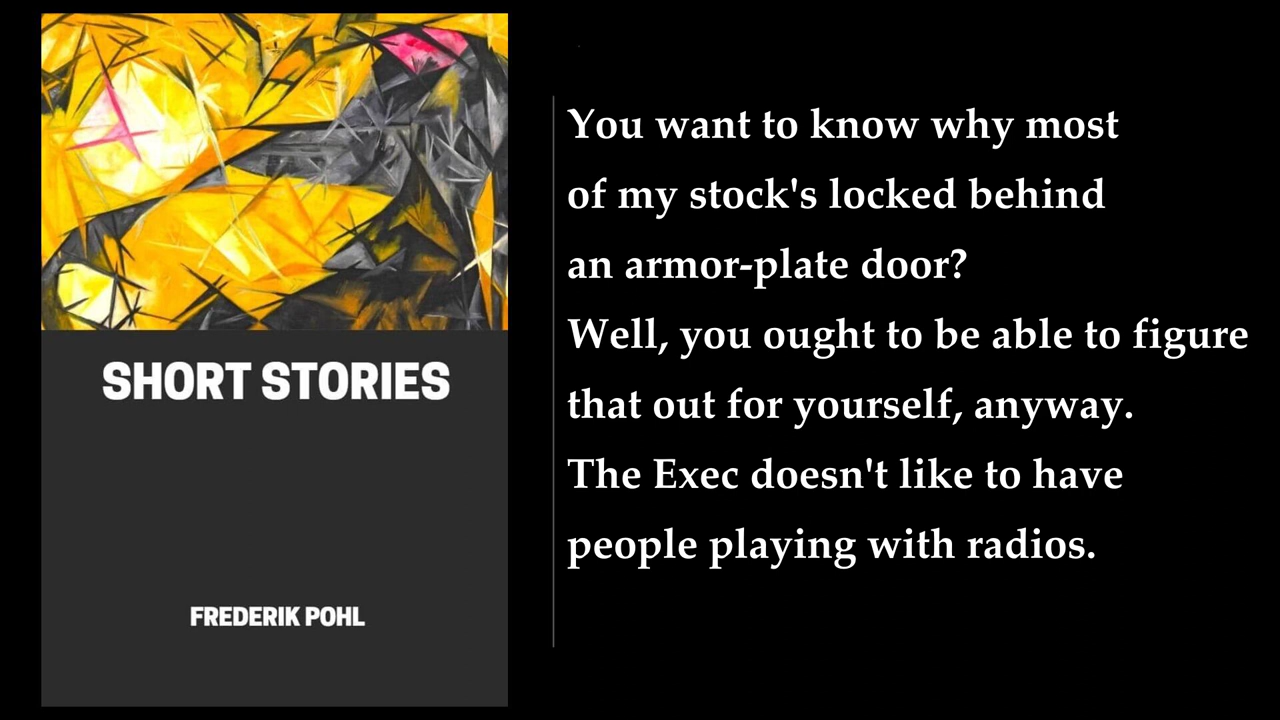 SHORT STORIES
FREDERIK POHL
You want to know why most
of my stock's locked behind
an armor-plate door?
Well, you ought to be able to figure
that out for yourself, anyway.
The Exec doesn't like to have
people playing with radios.